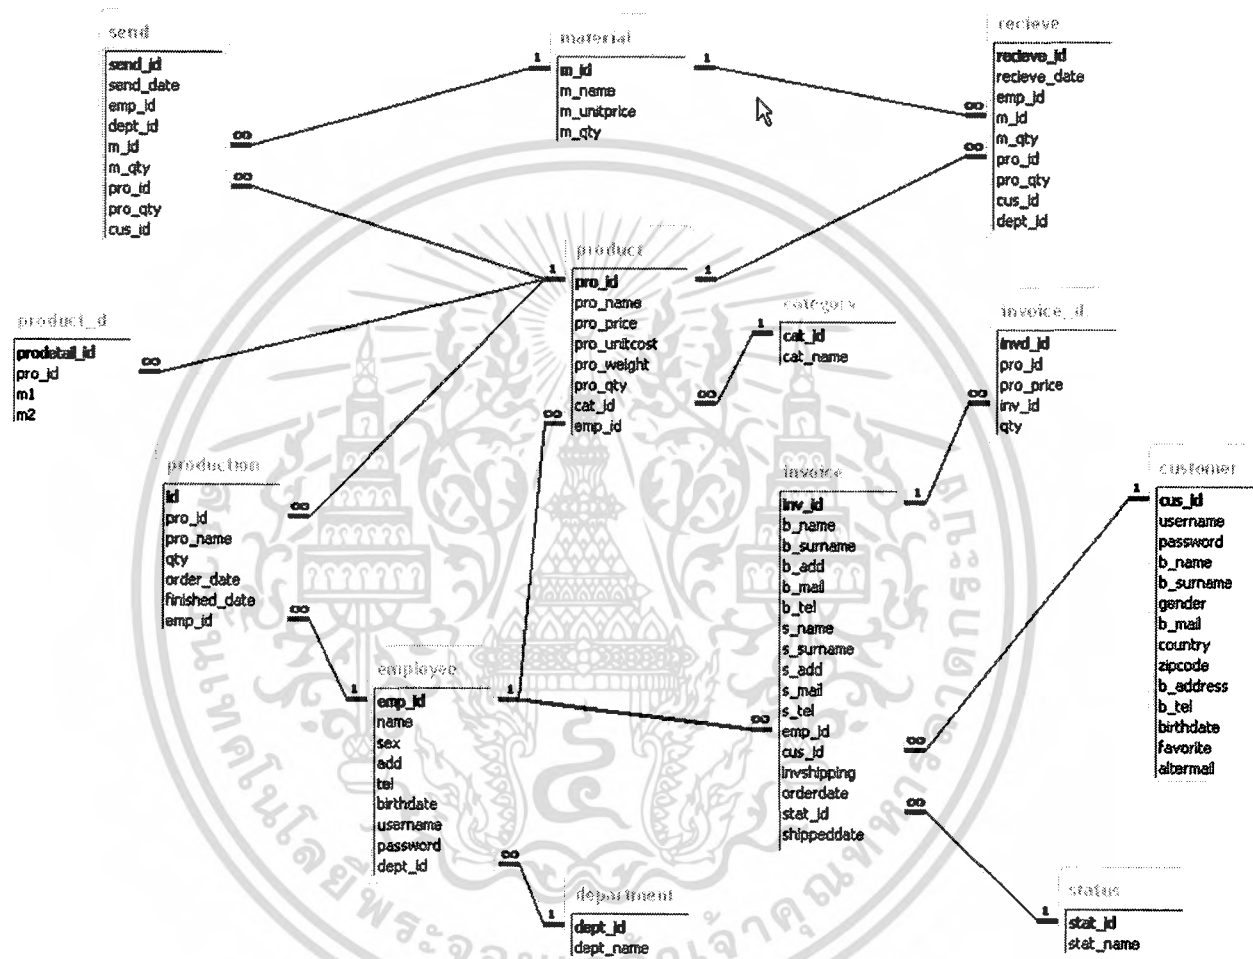 send
send_id
send_date
emp_id
dept_id
m_id
m_qty
pro_id
pro_qty
cus_id
material
m_id
m_name
m_unitprice
m_qty
recieve
recieve_id
recieve_date
emp_id
m_id
m_qty
pro_id
pro_qty
cus_id
dept_id
product_d
prodetail_id
pro_id
m1
m2
product
pro_id
pro_name
pro_price
pro_unitcost
pro_weight
pro_qty
cat_id
emp_id
category
cat_id
cat_name
invoice_d
invd_id
pro_id
pro_price
inv_id
qty
production
id
pro_id
pro_name
qty
order_date
finished_date
emp_id
employee
emp_id
name
sex
add
tel
birthdate
username
password
dept_id
invoice
inv_id
b_name
b_surname
b_add
b_mail
b_tel
s_name
s_surname
s_add
s_mail
s_tel
emp_id
cus_id
invshipping
orderdate
stat_id
shippeddate
customer
cus_id
username
password
b_name
b_surname
gender
b_mail
country
zipcode
b_address
b_tel
birthdate
favorite
altermail
department
dept_id
dept_name
status
stat_id
stat_name